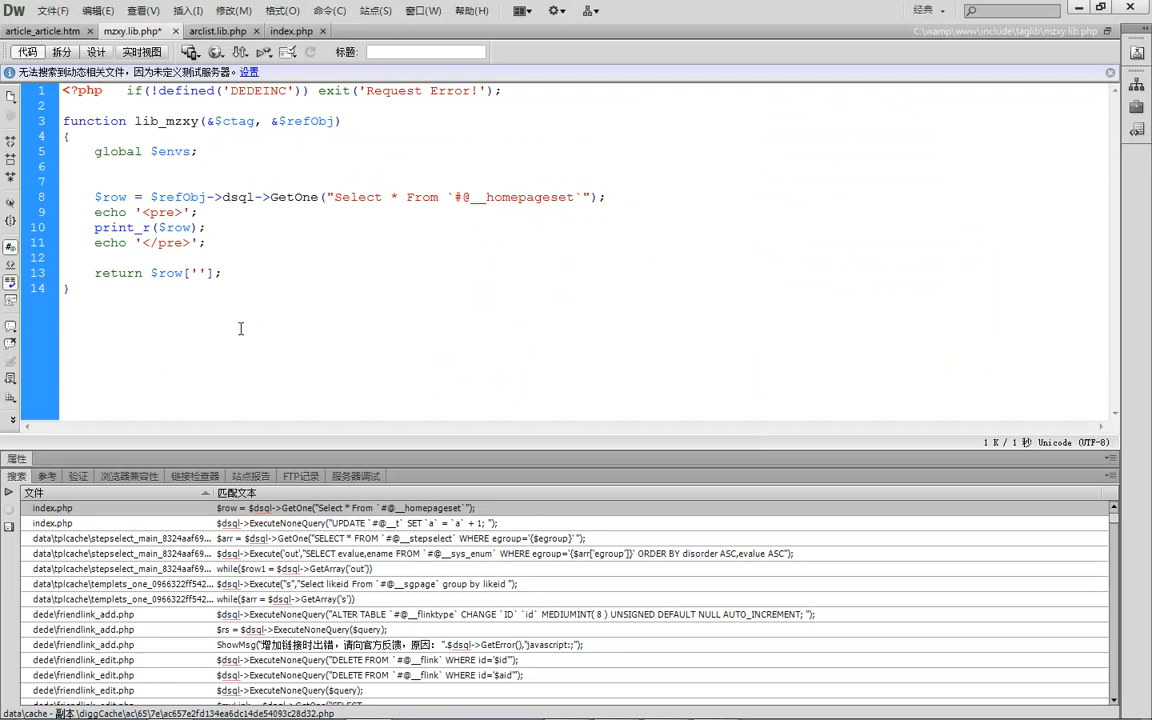 Dw 文件(F) 编辑(E) 查看(V) 插入(I) 修改(M) 格式(O) 命令(C) 站点(S) 窗口(W) 帮助(H) 经典
article_article.htm × mzxy.lib.php* × arclist.lib.php × index.php × C:\wamp\www\include\taglib\mzxy.lib.php
代码 拆分 设计 实时视图 标题:
无法搜索到动态相关文件，因为未定义测试服务器。 设置
1 <?php if(!defined('DEDEINC')) exit('Request Error!');
2
3 function lib_mzxy(&$ctag, &$refObj)
4 {
5 global $envs;
6
7
8 $row = $refObj->dsql->GetOne("Select * From `#@__homepageset`");
9 echo '<pre>';
10 print_r($row);
11 echo '</pre>';
12
13 return $row[''];
14 }
1 K / 1 秒 Unicode (UTF-8)
属性
搜索 参考 验证 浏览器兼容性 链接检查器 站点报告 FTP记录 服务器调试
文件 匹配文本
index.php $row = $dsql->GetOne("Select * From `#@__homepageset`");
index.php $dsql->ExecuteNoneQuery("UPDATE `#@__t` SET `a` = `a` + 1; ");
data\tplcache\stepselect_main_8324aaf69... $arr = $dsql->GetOne("SELECT * FROM `#@__stepselect` WHERE egroup='{$egroup}' ");
data\tplcache\stepselect_main_8324aaf69... $dsql->Execute('out',"SELECT evalue,ename FROM `#@__sys_enum` WHERE egroup='{$arr['egroup']}' ORDER BY disorder ASC,evalue ASC");
data\tplcache\stepselect_main_8324aaf69... while($row1 = $dsql->GetArray('out'))
data\tplcache\templets_one_0966322ff542... $dsql->Execute("s","Select likeid From `#@__sgpage` group by likeid ");
data\tplcache\templets_one_0966322ff542... while($arr = $dsql->GetArray('s'))
dede\friendlink_add.php $dsql->ExecuteNoneQuery("ALTER TABLE `#@__flinktype` CHANGE `ID` `id` MEDIUMINT( 8 ) UNSIGNED DEFAULT NULL AUTO_INCREMENT; ");
dede\friendlink_add.php $rs = $dsql->ExecuteNoneQuery($query);
dede\friendlink_add.php ShowMsg("增加链接时出错，请向官方反馈，原因：".$dsql->GetError(),"javascript:;");
dede\friendlink_edit.php $dsql->ExecuteNoneQuery("DELETE FROM `#@__flink` WHERE id='$id'");
dede\friendlink_edit.php $dsql->ExecuteNoneQuery("DELETE FROM `#@__flink` WHERE id='$aid'");
dede\friendlink_edit.php $dsql->ExecuteNoneQuery($query);
data\cache - 副本\diggCache\ac\65\7e\ac657e2fd134ea6dc14de54093c28d32.php